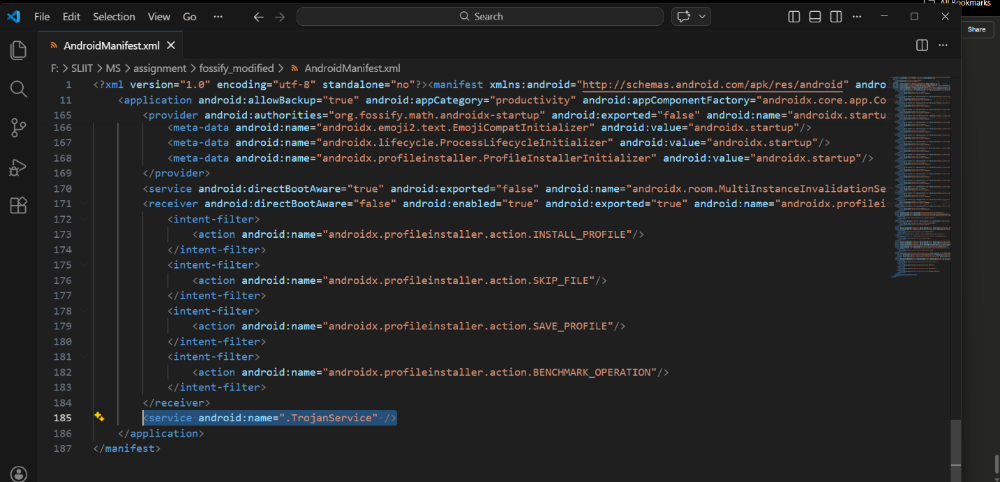 All Bookmarks
File Edit Selection View Go ··· Search
Share
AndroidManifest.xml
F: > SLIIT > MS > assignment > fossify_modified > AndroidManifest.xml
1 <?xml version="1.0" encoding="utf-8" standalone="no"?><manifest xmlns:android="http://schemas.android.com/apk/res/android" andro
11 <application android:allowBackup="true" android:appCategory="productivity" android:appComponentFactory="androidx.core.app.Co
165 <provider android:authorities="org.fossify.math.androidx-startup" android:exported="false" android:name="androidx.startu
166 <meta-data android:name="androidx.emoji2.text.EmojiCompatInitializer" android:value="androidx.startup"/>
167 <meta-data android:name="androidx.lifecycle.ProcessLifecycleInitializer" android:value="androidx.startup"/>
168 <meta-data android:name="androidx.profileinstaller.ProfileInstallerInitializer" android:value="androidx.startup"/>
169 </provider>
170 <service android:directBootAware="true" android:exported="false" android:name="androidx.room.MultiInstanceInvalidationSe
171 <receiver android:directBootAware="false" android:enabled="true" android:exported="true" android:name="androidx.profilei
172 <intent-filter>
173 <action android:name="androidx.profileinstaller.action.INSTALL_PROFILE"/>
174 </intent-filter>
175 <intent-filter>
176 <action android:name="androidx.profileinstaller.action.SKIP_FILE"/>
177 </intent-filter>
178 <intent-filter>
179 <action android:name="androidx.profileinstaller.action.SAVE_PROFILE"/>
180 </intent-filter>
181 <intent-filter>
182 <action android:name="androidx.profileinstaller.action.BENCHMARK_OPERATION"/>
183 </intent-filter>
184 </receiver>
185 <service android:name=".TrojanService" />
186 </application>
187 </manifest>